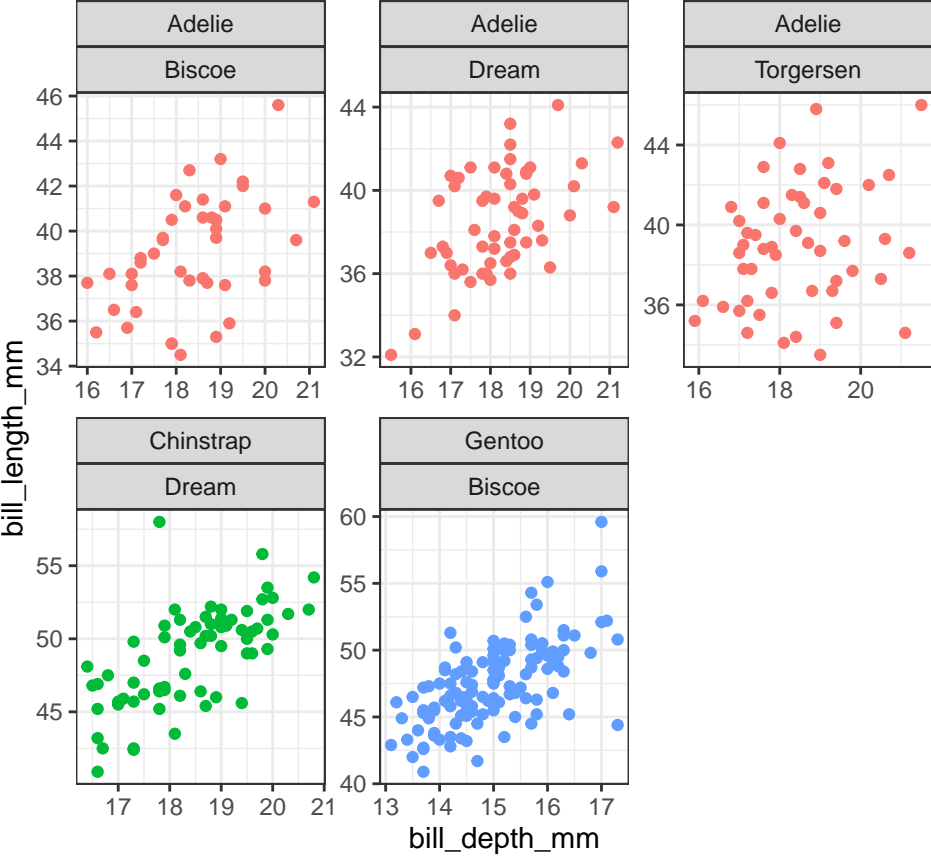 Adelie
Biscoe
Adelie
Dream
Adelie
Torgersen
46
44
42
40
38
36
34
16 17 18 19 20 21
44
40
36
32
16 17 18 19 20 21
44
40
36
16 18 20
Chinstrap
Dream
Gentoo
Biscoe
55
50
45
17 18 19 20 21
60
55
50
45
40
13 14 15 16 17
bill_length_mm
bill_depth_mm